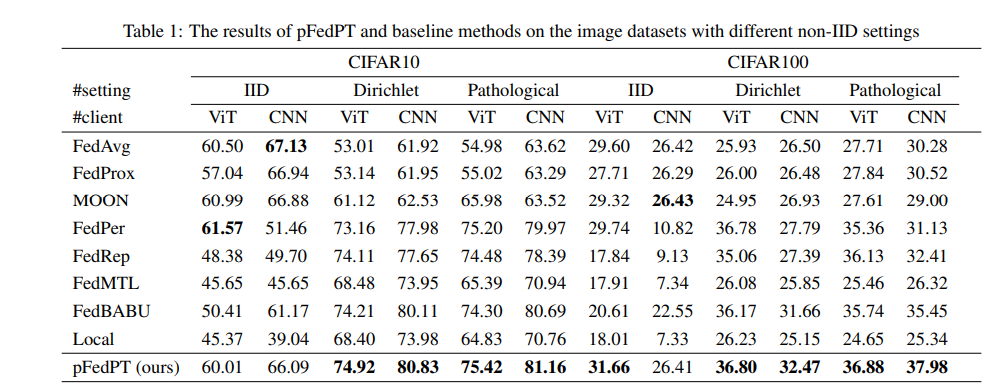 Table 1: The results of pFedPT and baseline methods on the image datasets with different non-IID settings
CIFAR10 CIFAR100
#setting IID Dirichlet Pathological IID Dirichlet Pathological
#client ViT CNN ViT CNN ViT CNN ViT CNN ViT CNN ViT CNN
FedAvg 60.50 67.13 53.01 61.92 54.98 63.62 29.60 26.42 25.93 26.50 27.71 30.28
FedProx 57.04 66.94 53.14 61.95 55.02 63.29 27.71 26.29 26.00 26.48 27.84 30.52
MOON 60.99 66.88 61.12 62.53 65.98 63.52 29.32 26.43 24.95 26.93 27.61 29.00
FedPer 61.57 51.46 73.16 77.98 75.20 79.97 29.74 10.82 36.78 27.79 35.36 31.13
FedRep 48.38 49.70 74.11 77.65 74.48 78.39 17.84 9.13 35.06 27.39 36.13 32.41
FedMTL 45.65 45.65 68.48 73.95 65.39 70.94 17.91 7.34 26.08 25.85 25.46 26.32
FedBABU 50.41 61.17 74.21 80.11 74.30 80.69 20.61 22.55 36.17 31.66 35.74 35.45
Local 45.37 39.04 68.40 73.98 64.83 70.76 18.01 7.33 26.23 25.15 24.65 25.34
pFedPT (ours) 60.01 66.09 74.92 80.83 75.42 81.16 31.66 26.41 36.80 32.47 36.88 37.98